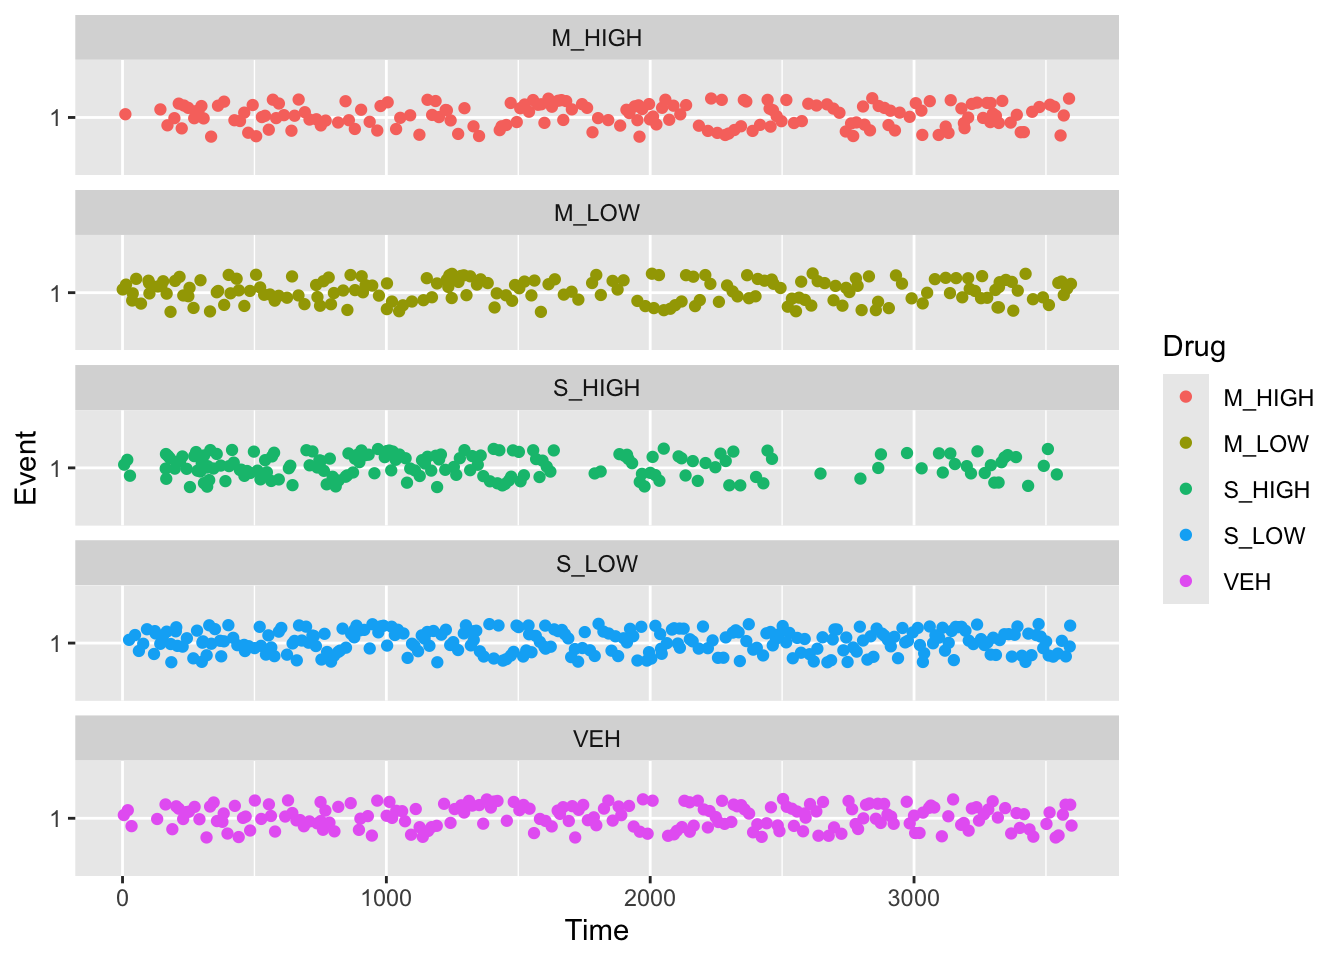 M_HIGH
1
M_LOW
1
S_HIGH
1
S_LOW
1
VEH
1
0 1000 2000 3000
Time
Event
Drug
M_HIGH
M_LOW
S_HIGH
S_LOW
VEH